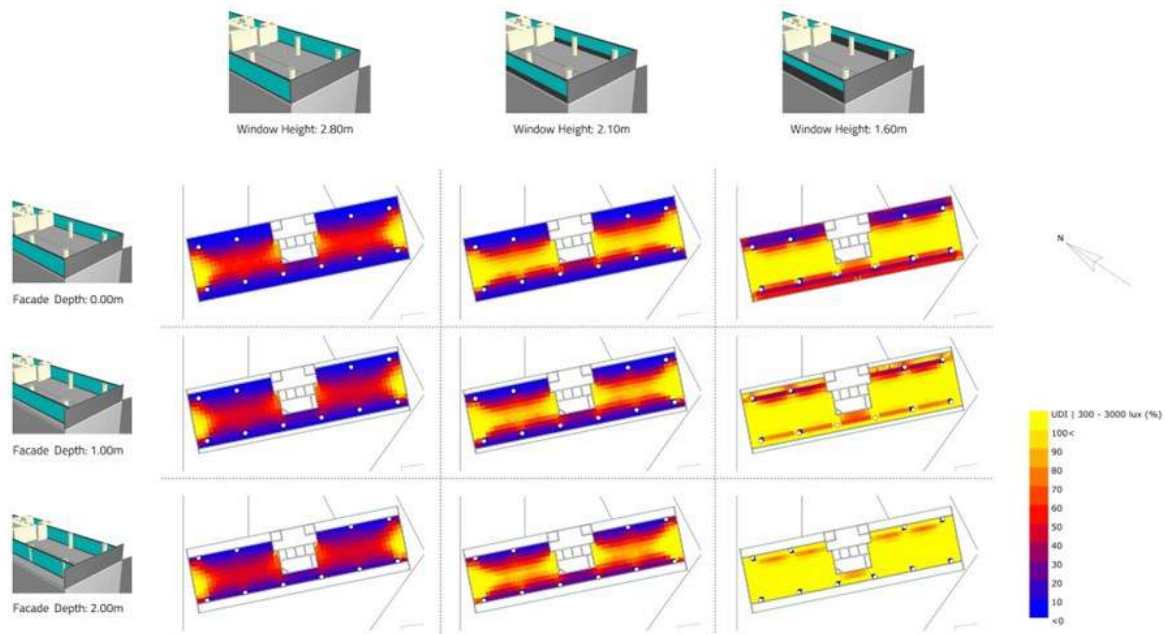 Window Height: 2.80m
Window Height: 2.10m
Window Height: 1.60m
Facade Depth: 0.00m
N
Facade Depth: 1.00m
UDI | 300 - 3000 lux (%)
100<
90
80
70
60
50
40
30
20
10
<0
Facade Depth: 2.00m